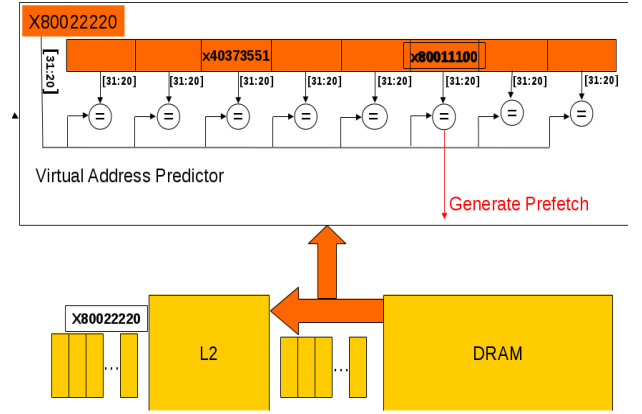 X80022220
[31:20]
x40373551
x80011100
[31:20] [31:20] [31:20] [31:20] [31:20] [31:20] [31:20] [31:20]
= = = = = = = =
Virtual Address Predictor
Generate Prefetch
X80022220
...
L2
...
DRAM